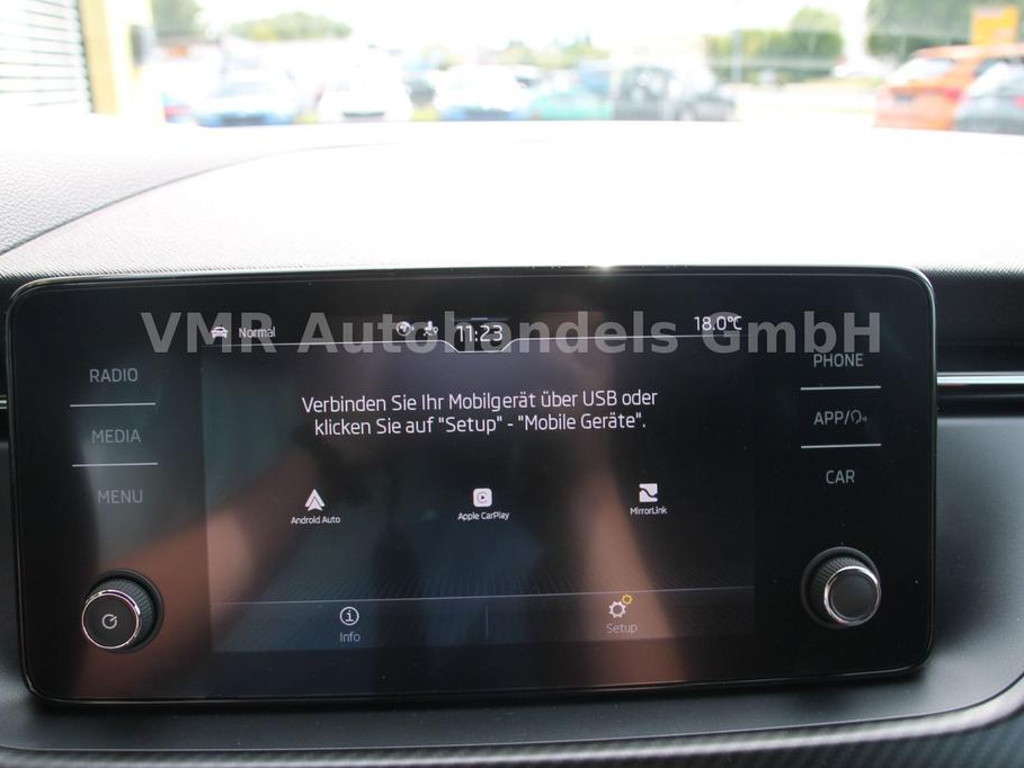 VMR Autohandels GmbH
Normal
11:23
18.0°C
RADIO
MEDIA
MENU
Verbinden Sie Ihr Mobilgerät über USB oder
klicken Sie auf "Setup" - "Mobile Geräte".
Android Auto
Apple CarPlay
MirrorLink
Info
Setup
PHONE
APP/
CAR